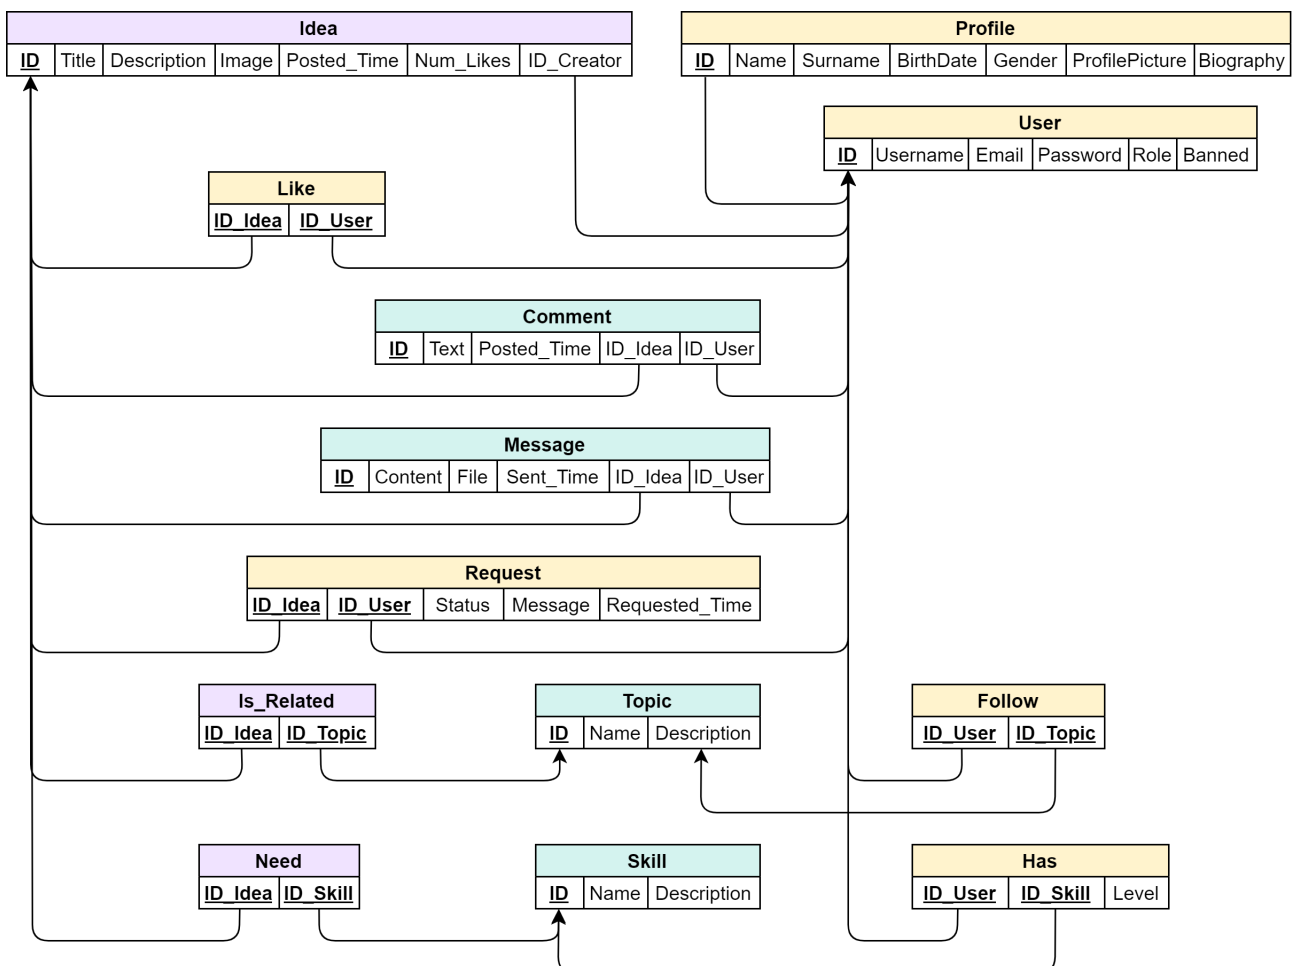 Idea
ID Title Description Image Posted_Time Num_Likes ID_Creator
Profile
ID Name Surname BirthDate Gender ProfilePicture Biography
User
ID Username Email Password Role Banned
Like
ID_Idea ID_User
Comment
ID Text Posted_Time ID_Idea ID_User
Message
ID Content File Sent_Time ID_Idea ID_User
Request
ID_Idea ID_User Status Message Requested_Time
Is_Related
ID_Idea ID_Topic
Topic
ID Name Description
Follow
ID_User ID_Topic
Need
ID_Idea ID_Skill
Skill
ID Name Description
Has
ID_User ID_Skill Level